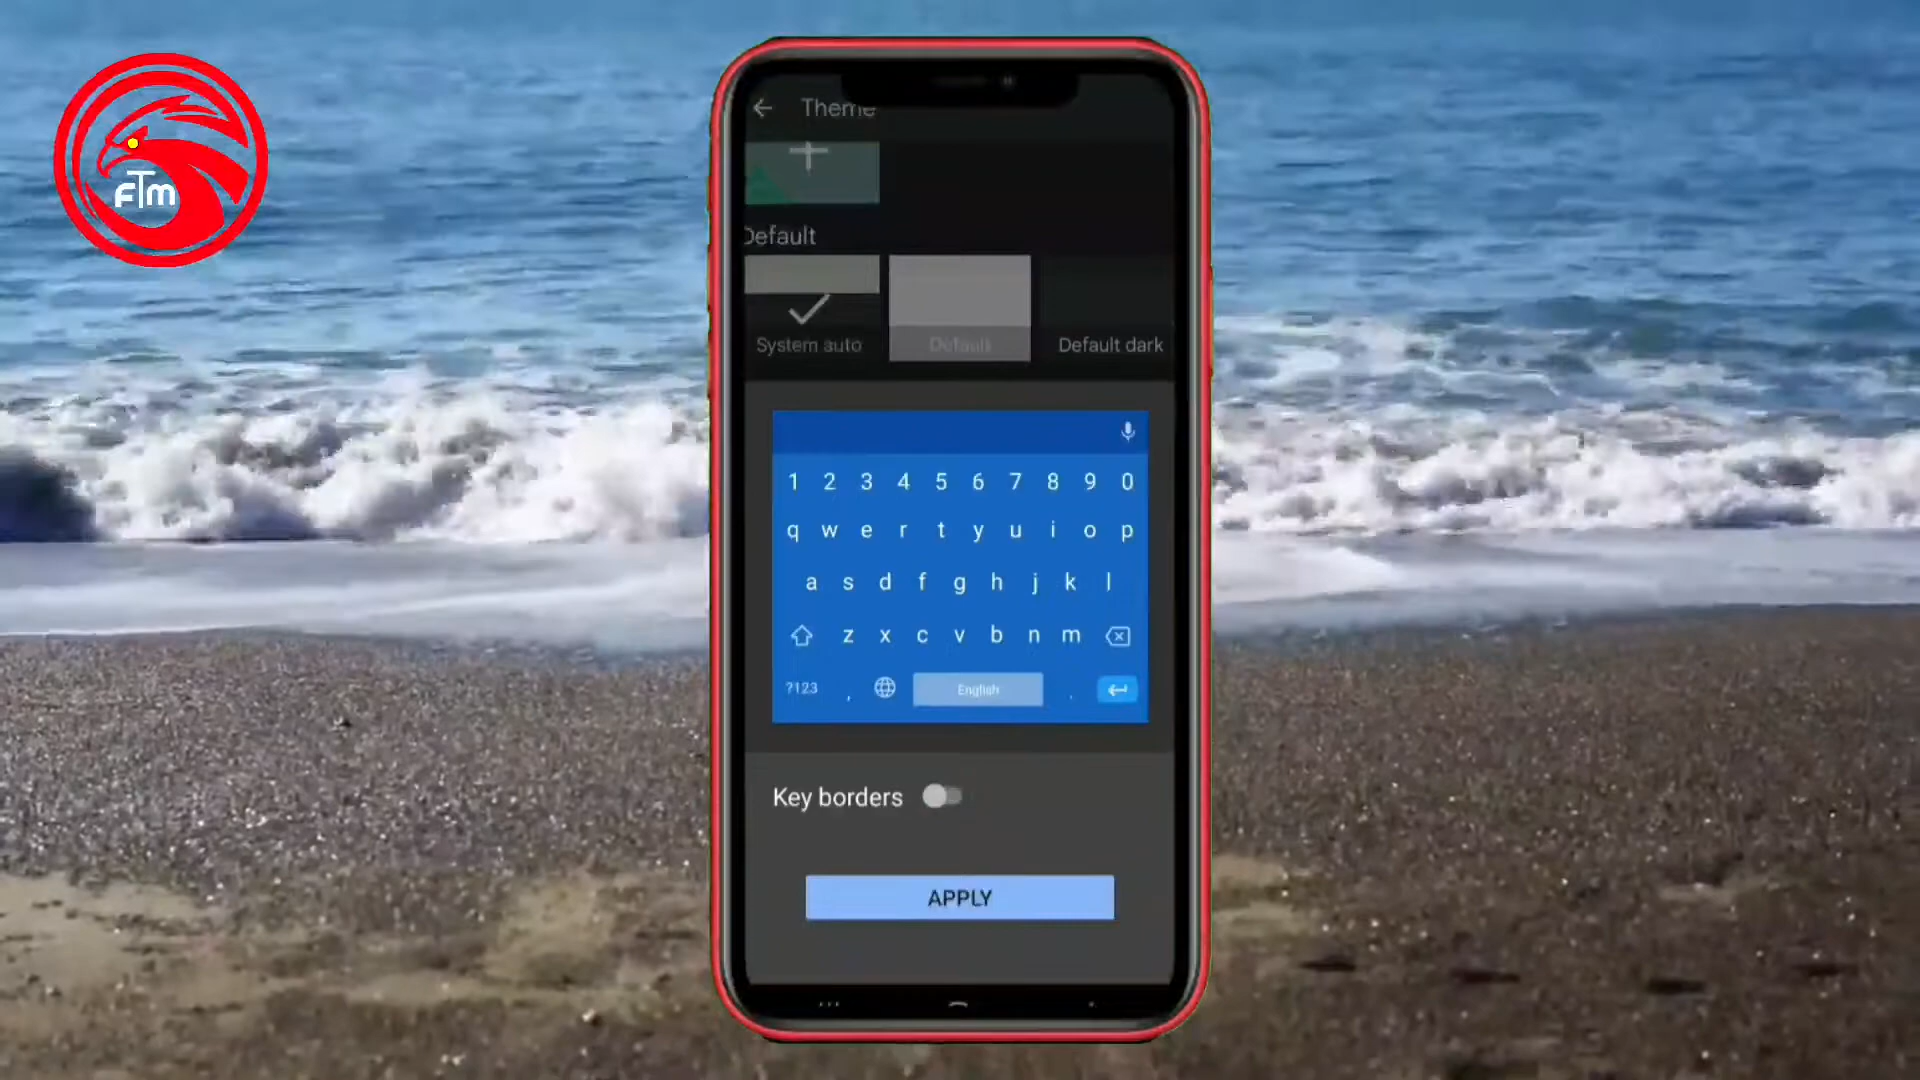 fTm
Theme
Default
System auto
Default
Default dark
1 2 3 4 5 6 7 8 9 0
q w e r t y u i o p
a s d f g h j k l
z x c v b n m
?123 , English .
Key borders
APPLY